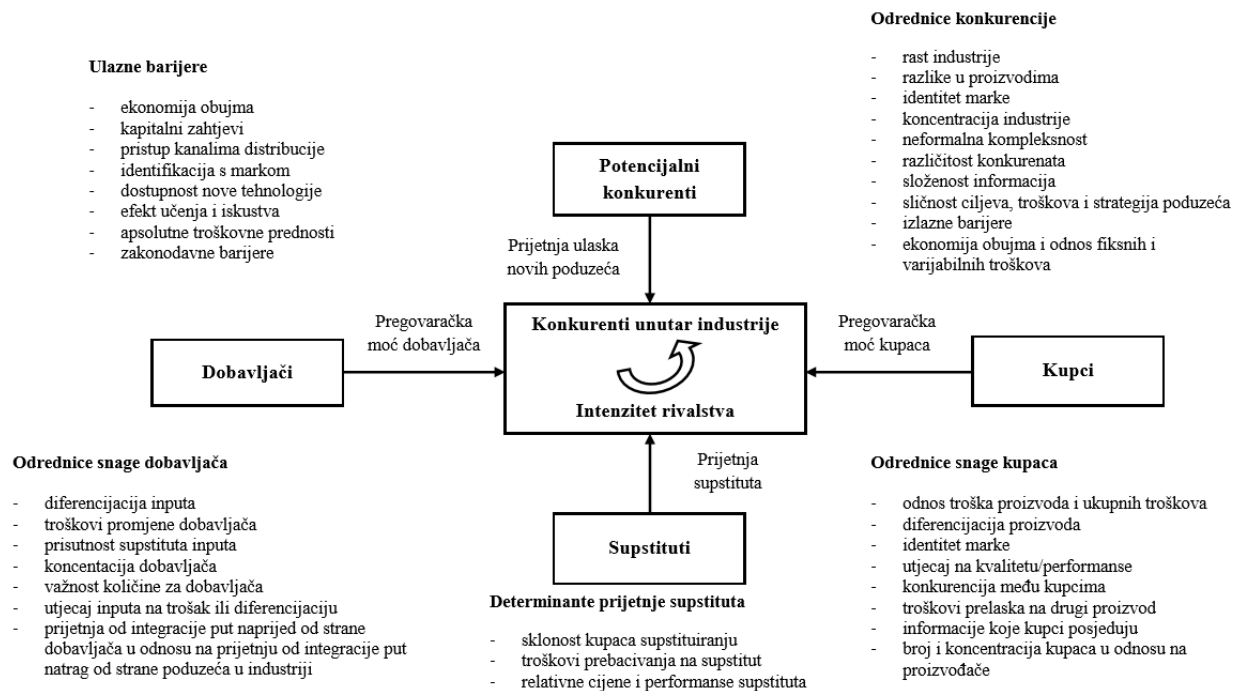 Ulazne barijere
- ekonomija obujma
- kapitalni zahtjevi
- pristup kanalima distribucije
- identifikacija s markom
- dostupnost nove tehnologije
- efekt učenja i iskustva
- apsolutne troškovne prednosti
- zakonodavne barijere
Odrednice konkurencije
- rast industrije
- razlike u proizvodima
- identitet marke
- koncentracija industrije
- neformalna kompleksnost
- različitost konkurenata
- složenost informacija
- sličnost ciljeva, troškova i strategija poduzeća
- izlazne barijere
- ekonomija obujma i odnos fiksnih i
varijabilnih troškova
Potencijalni
konkurenti
Prijetnja ulaska
novih poduzeća
Pregovaračka
moć dobavljača
Dobavljači
Konkurenti unutar industrije
Intenzitet rivalstva
Pregovaračka
moć kupaca
Kupci
Prijetnja
supstituta
Supstituti
Odrednice snage dobavljača
- diferencijacija inputa
- troškovi promjene dobavljača
- prisutnost supstituta inputa
- koncentacija dobavljača
- važnost količine za dobavljača
- utjecaj inputa na trošak ili diferencijaciju
- prijetnja od integracije put naprijed od strane
dobavljača u odnosu na prijetnju od integracije put
natrag od strane poduzeća u industriji
Determinante prijetnje supstituta
- sklonost kupaca supstituiranju
- troškovi prebacivanja na supstitut
- relativne cijene i performanse supstituta
Odrednice snage kupaca
- odnos troška proizvoda i ukupnih troškova
- diferencijacija proizvoda
- identitet marke
- utjecaj na kvalitetu/performanse
- konkurencija među kupcima
- troškovi prelaska na drugi proizvod
- informacije koje kupci posjeduju
- broj i koncentracija kupaca u odnosu na
proizvođače